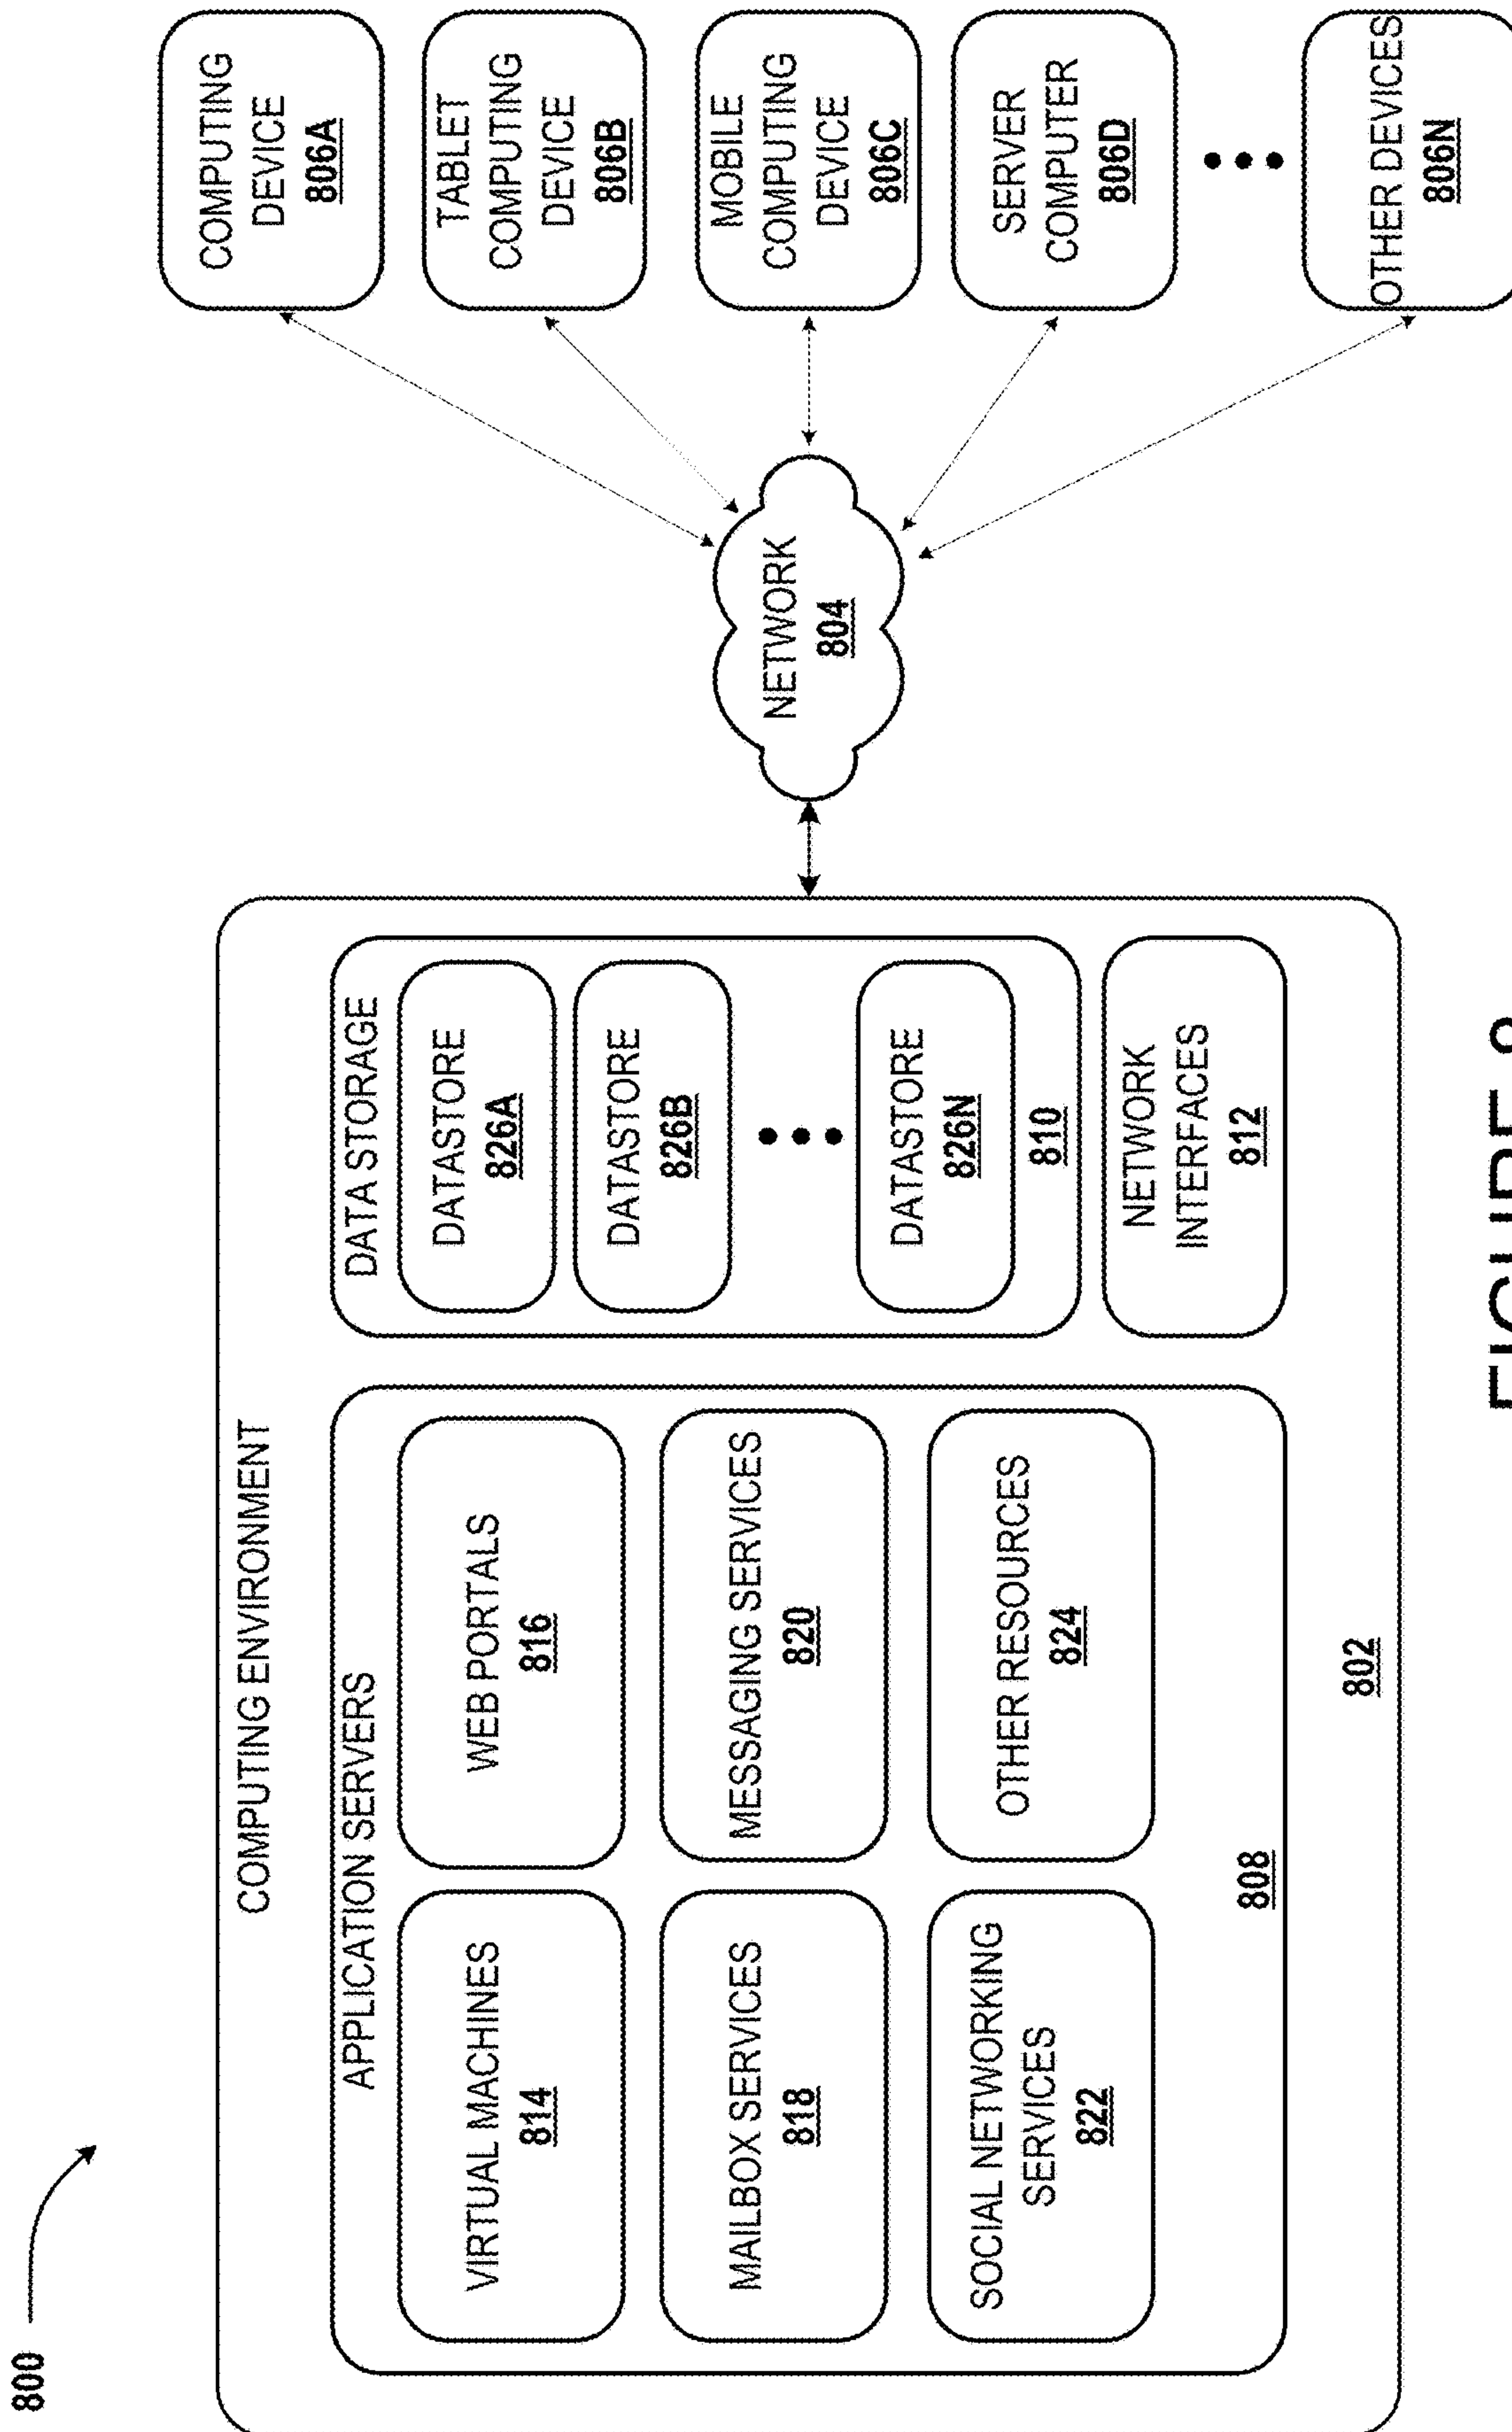 800
COMPUTING ENVIRONMENT
APPLICATION SERVERS
VIRTUAL MACHINES
814
WEB PORTALS
816
MAILBOX SERVICES
818
MESSAGING SERVICES
820
SOCIAL NETWORKING
SERVICES
822
OTHER RESOURCES
824
808
DATA STORAGE
DATASTORE
826A
DATASTORE
826B
DATASTORE
826N
810
NETWORK
INTERFACES
812
802
NETWORK
804
COMPUTING
DEVICE
806A
TABLET
COMPUTING
DEVICE
806B
MOBILE
COMPUTING
DEVICE
806C
SERVER
COMPUTER
806D
OTHER DEVICES
806N
FIGURE 8